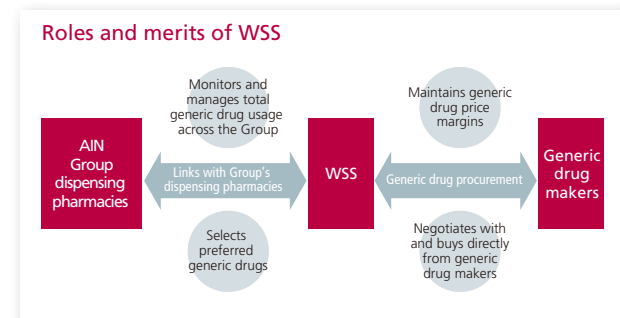 Roles and merits of WSS
Monitors and
manages total
generic drug usage
across the Group
Maintains generic
drug price
margins
AIN
Group
dispensing
pharmacies
Links with Group's
dispensing pharmacies
WSS
Generic drug procurement
Generic
drug
makers
Selects
preferred
generic drugs
Negotiates with
and buys directly
from generic
drug makers